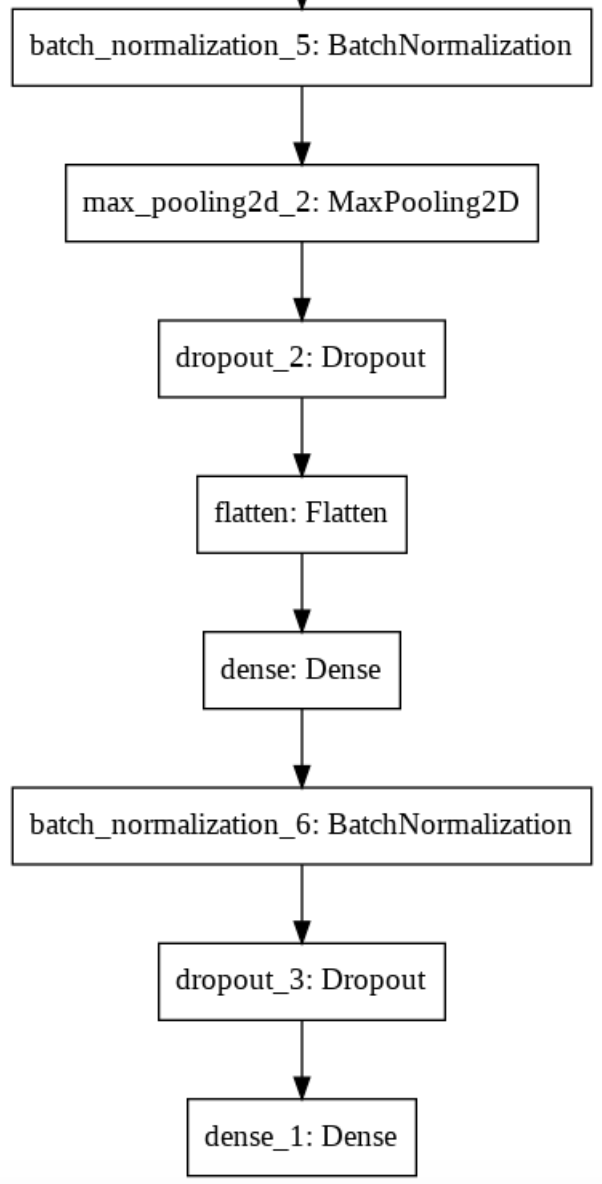 batch_normalization_5: BatchNormalization
max_pooling2d_2: MaxPooling2D
dropout_2: Dropout
flatten: Flatten
dense: Dense
batch_normalization_6: BatchNormalization
dropout_3: Dropout
dense_1: Dense